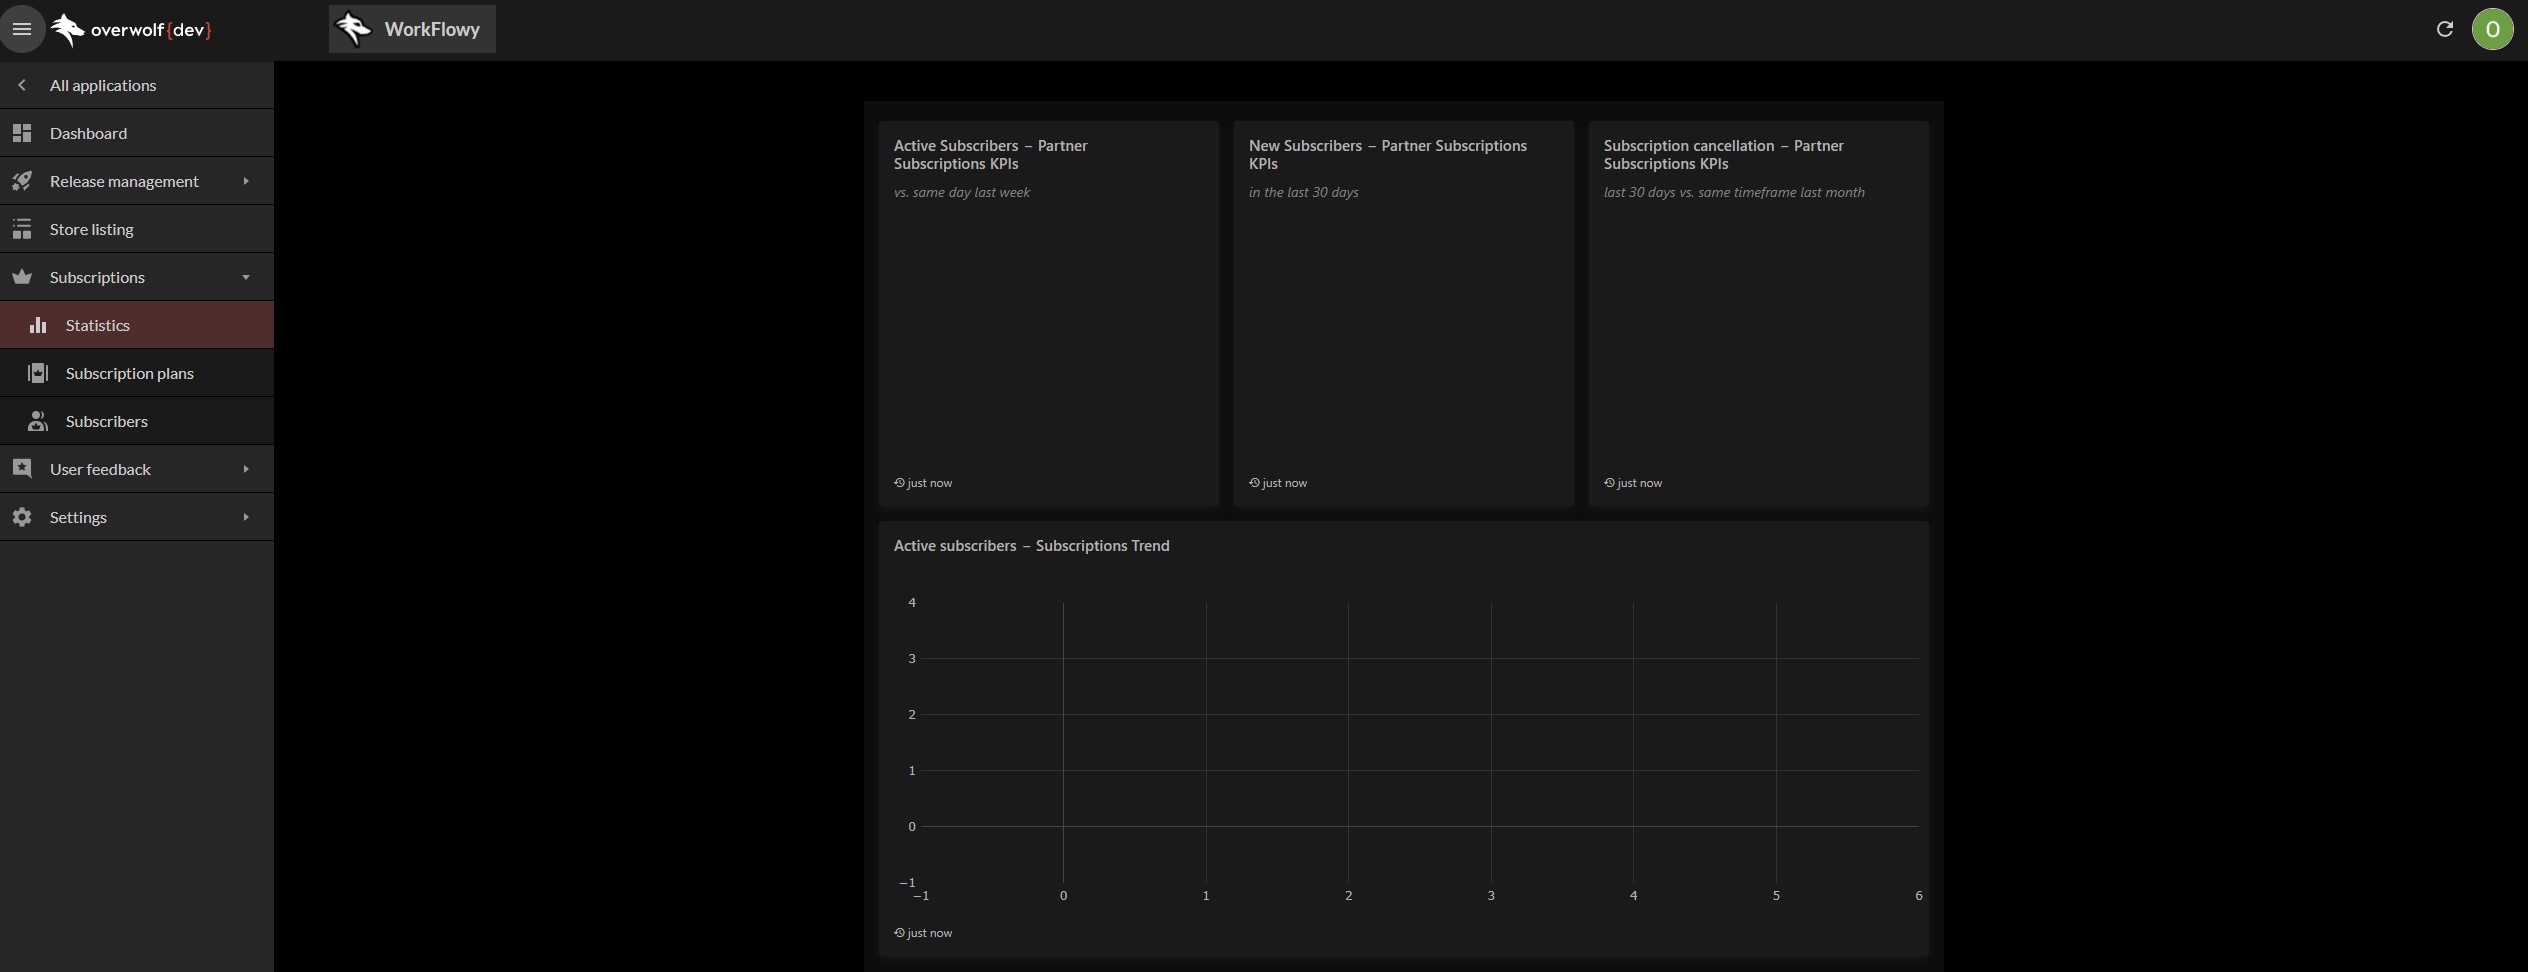 overwolf{dev}
WorkFlowy
O
All applications
Dashboard
Release management
Store listing
Subscriptions
Statistics
Subscription plans
Subscribers
User feedback
Settings
Active Subscribers – Partner
Subscriptions KPIs
vs. same day last week
just now
New Subscribers – Partner Subscriptions
KPIs
in the last 30 days
just now
Subscription cancellation – Partner
Subscriptions KPIs
last 30 days vs. same timeframe last month
just now
Active subscribers – Subscriptions Trend
4
3
2
1
0
−1
−1 0 1 2 3 4 5 6
just now